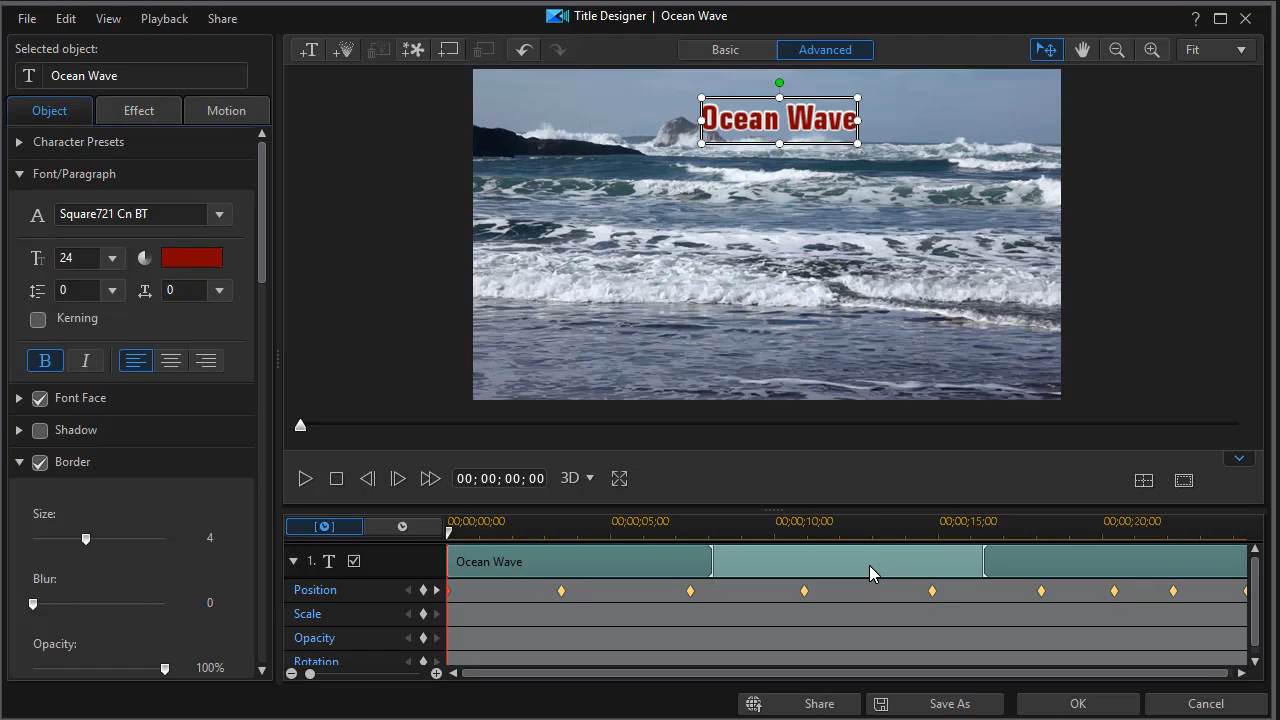 File Edit View Playback Share
Title Designer | Ocean Wave
?
Selected object:
T Ocean Wave
Object Effect Motion
Character Presets
Font/Paragraph
A Square721 Cn BT
24
0 0
Kerning
B I
Font Face
Shadow
Border
Size:
4
Blur:
0
Opacity:
100%
Basic Advanced
Fit
Ocean Wave
00; 00; 00; 00 3D
00;00;00;00 00;00;05;00 00;00;10;00 00;00;15;00 00;00;20;00
1. T Ocean Wave
Position
Scale
Opacity
Rotation
Share Save As OK Cancel